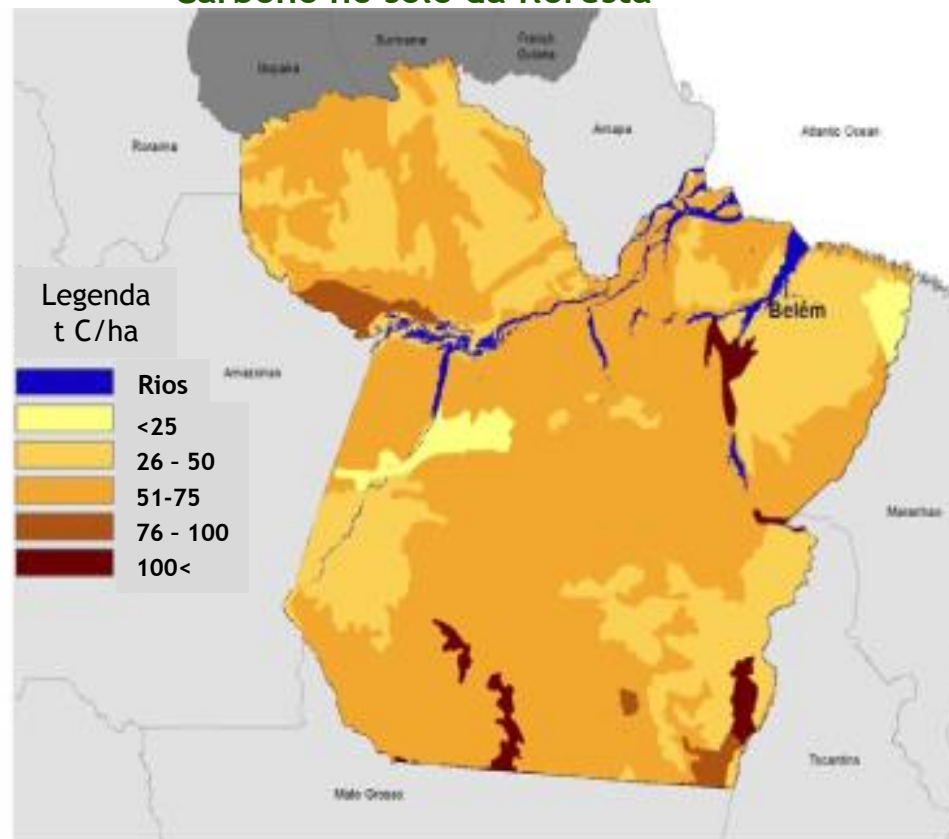 Carbono no solo da floresta
Suriname
French
Guiana
Guyana
Amapa
Atlantic Ocean
Roraima
Legenda
t C/ha
Belém
Amazonas
Rios
<25
26 - 50
51-75
76 - 100
100<
Maranhao
Tocantins
Mato Grosso